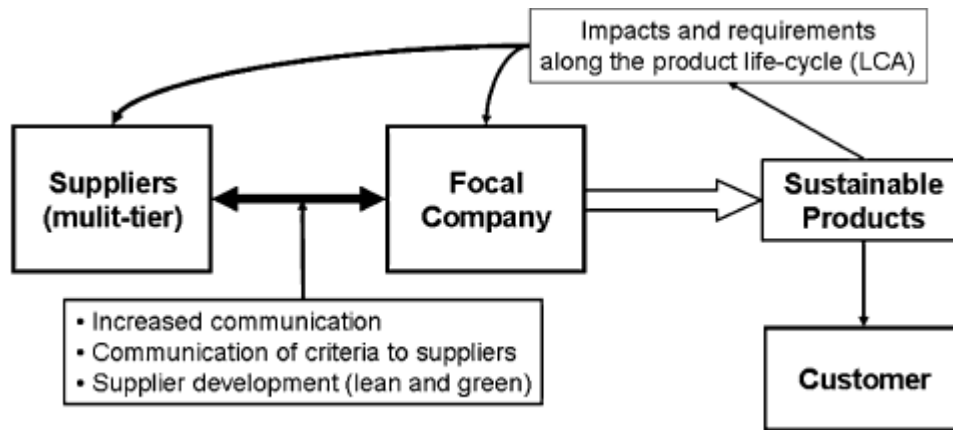 Impacts and requirements
along the product life-cycle (LCA)
Suppliers
(mulit-tier)
Focal
Company
Sustainable
Products
• Increased communication
• Communication of criteria to suppliers
• Supplier development (lean and green)
Customer